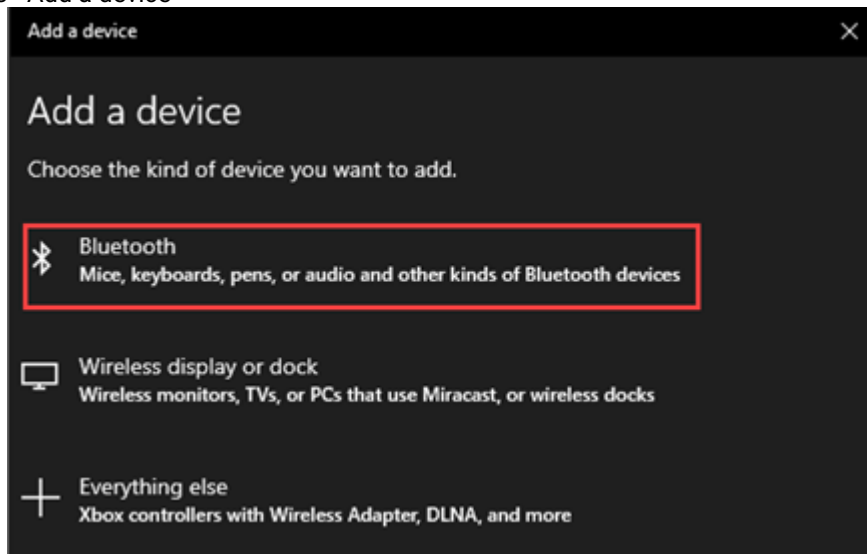 Add a device
Add a device
Choose the kind of device you want to add.
Bluetooth
Mice, keyboards, pens, or audio and other kinds of Bluetooth devices
Wireless display or dock
Wireless monitors, TVs, or PCs that use Miracast, or wireless docks
Everything else
Xbox controllers with Wireless Adapter, DLNA, and more